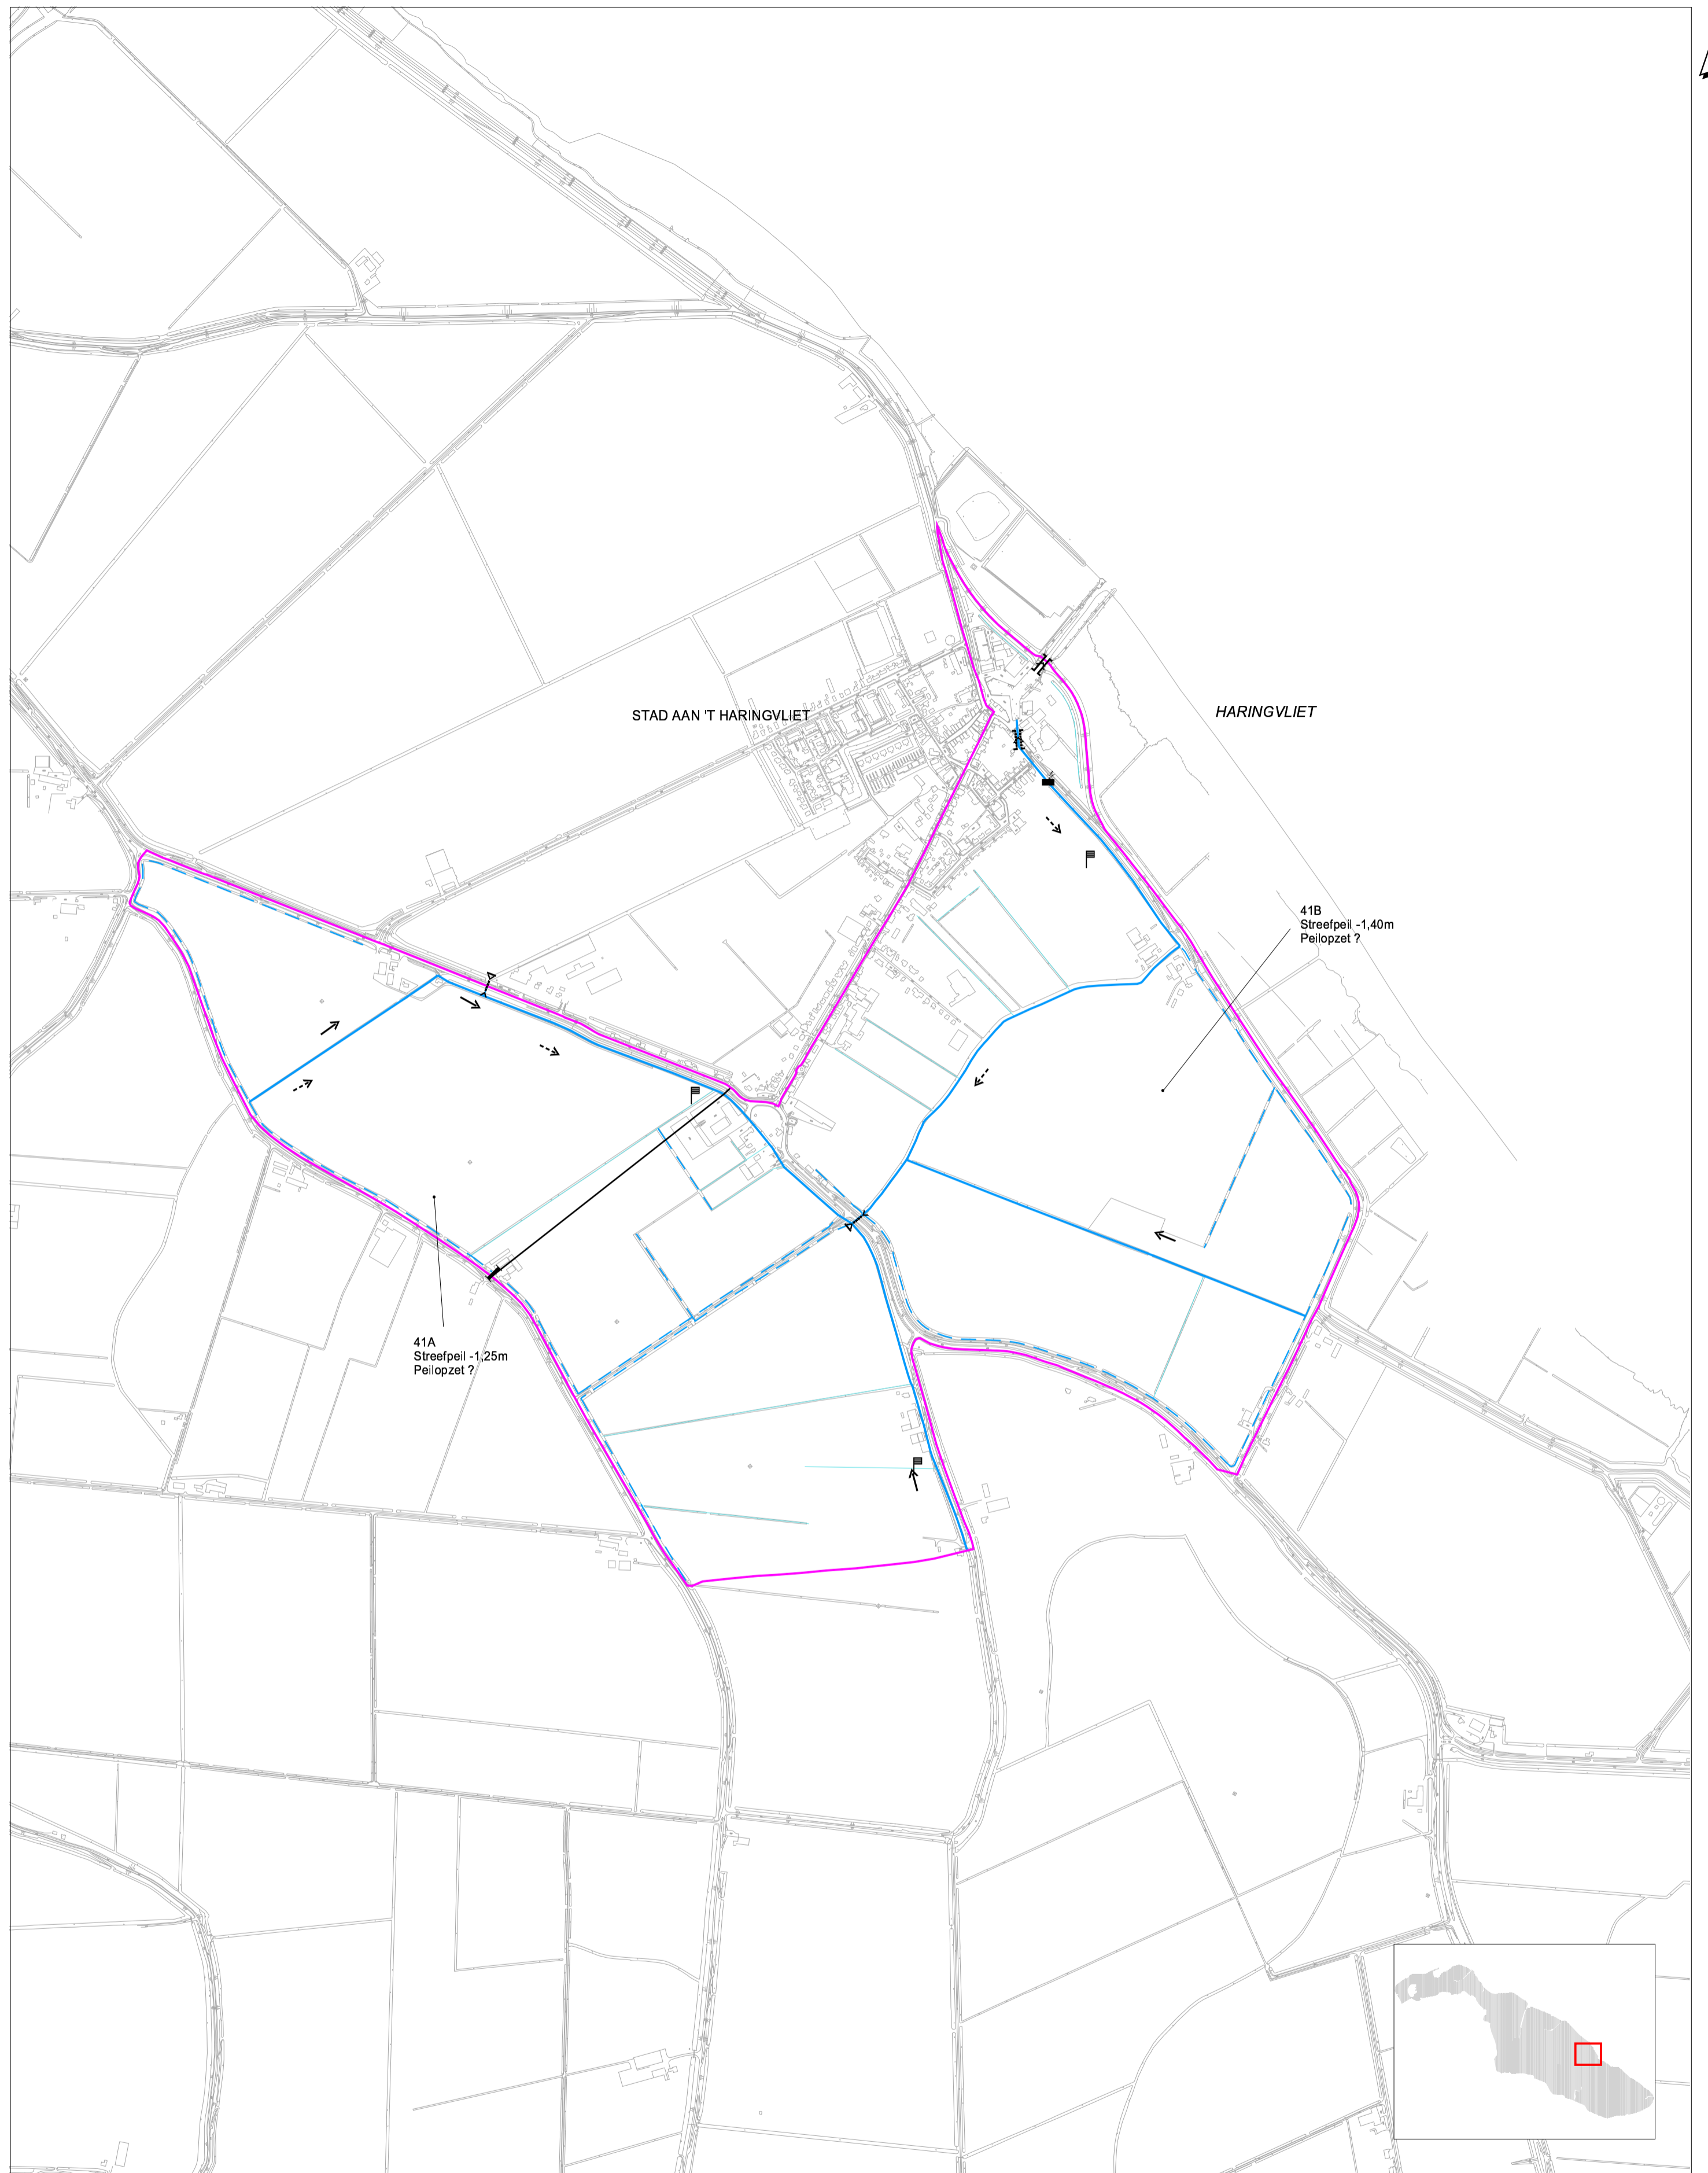 STAD AAN 'T HARINGVLIET
HARINGVLIET
41B
Streefpeil -1,40m
Peilopzet ?
41A
Streefpeil -1,25m
Peilopzet ?